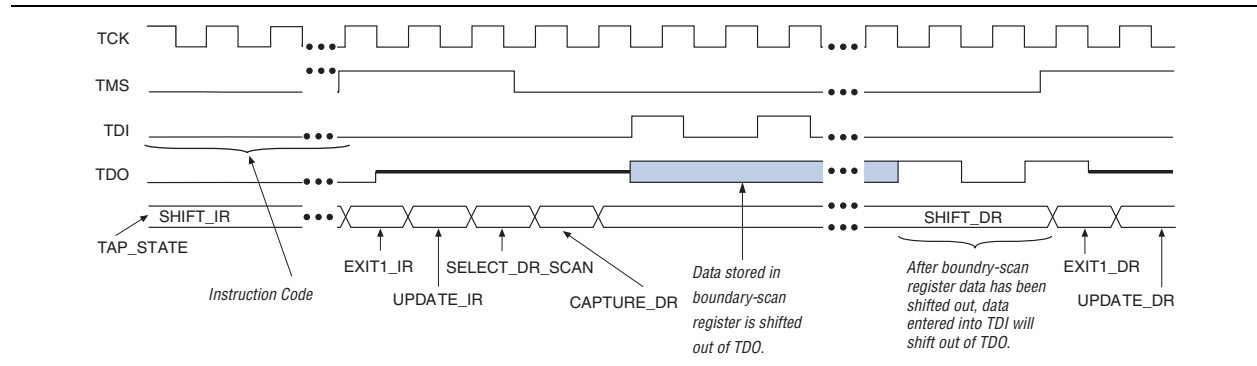 TCK
TMS
TDI
TDO
SHIFT_IR
SHIFT_DR
TAP_STATE
EXIT1_IR
SELECT_DR_SCAN
Instruction Code
UPDATE_IR
CAPTURE_DR
Data stored in
boundary-scan
register is shifted
out of TDO.
After boundry-scan
register data has been
shifted out, data
entered into TDI will
shift out of TDO.
EXIT1_DR
UPDATE_DR